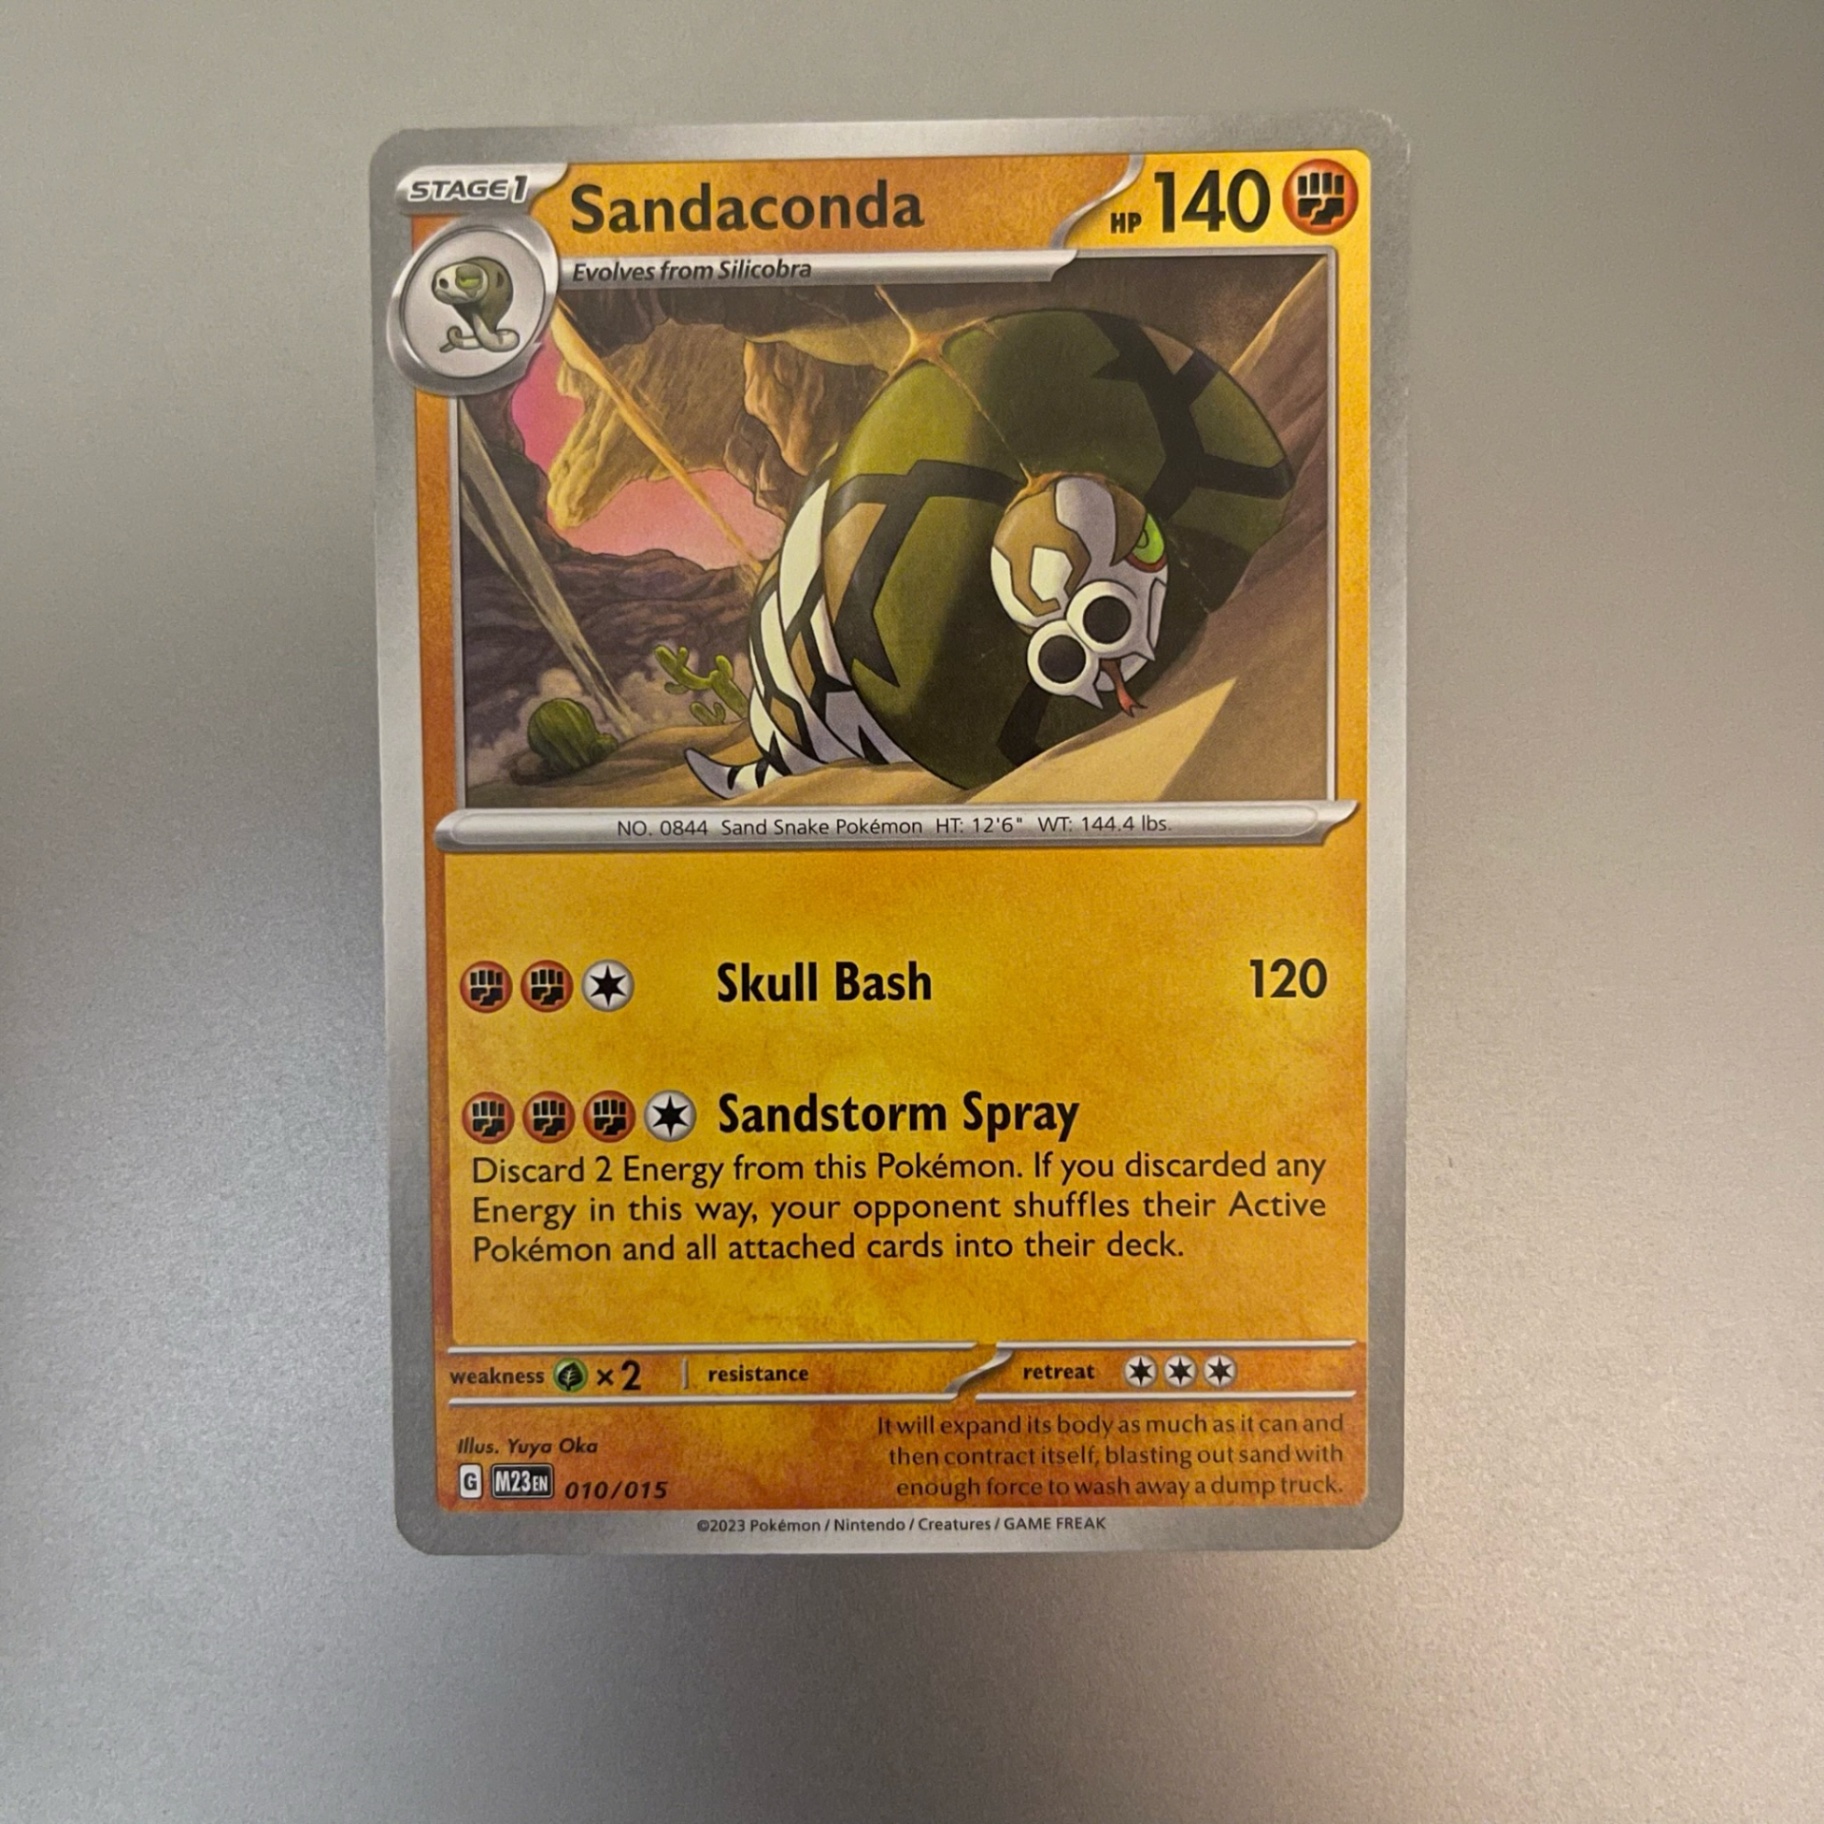 STAGE 1
Sandaconda
HP 140
Evolves from Silicobra
NO. 0844 Sand Snake Pokémon HT: 12'6" WT: 144.4 lbs.
Skull Bash 120
Sandstorm Spray
Discard 2 Energy from this Pokémon. If you discarded any
Energy in this way, your opponent shuffles their Active
Pokémon and all attached cards into their deck.
weakness ×2 resistance retreat
It will expand its body as much as it can and
then contract itself, blasting out sand with
enough force to wash away a dump truck.
Illus. Yuya Oka
G M23 EN 010/015
©2023 Pokémon / Nintendo / Creatures / GAME FREAK